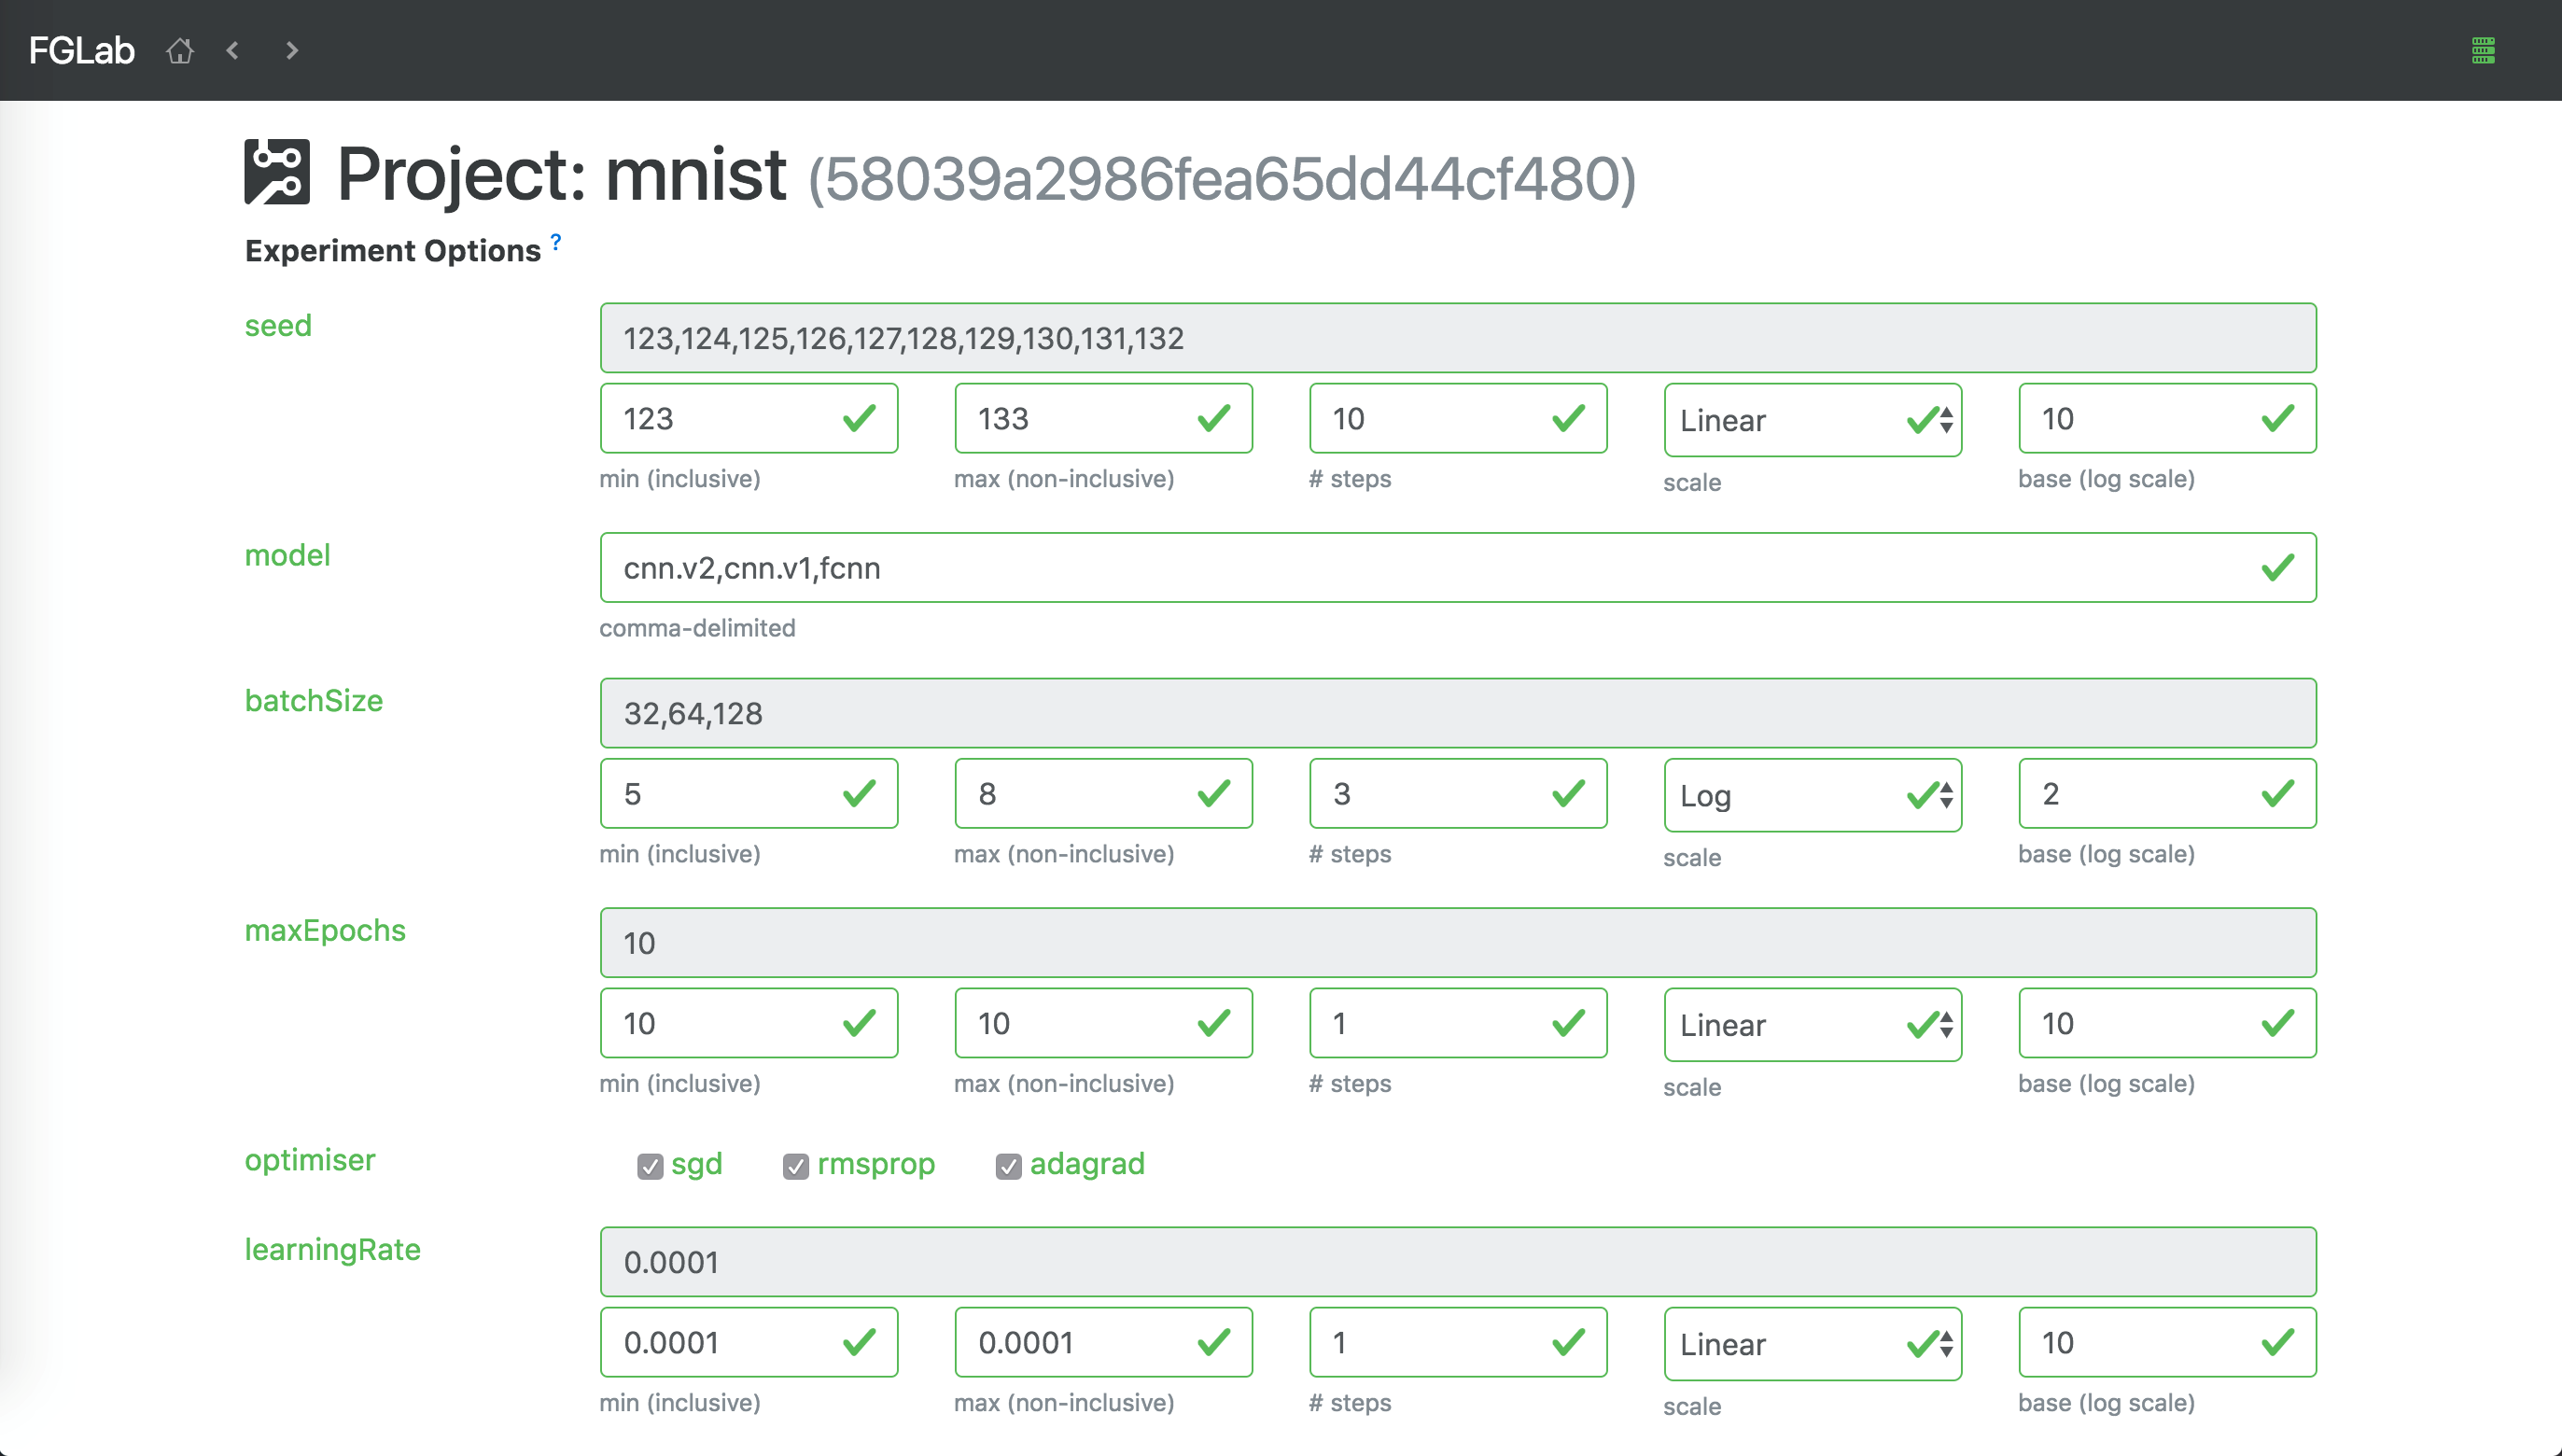 FGLab
Project: mnist (58039a2986fea65dd44cf480)
Experiment Options ?
seed
123,124,125,126,127,128,129,130,131,132
123 133 10 Linear 10
min (inclusive) max (non-inclusive) # steps scale base (log scale)
model
cnn.v2,cnn.v1,fcnn
comma-delimited
batchSize
32,64,128
5 8 3 Log 2
min (inclusive) max (non-inclusive) # steps scale base (log scale)
maxEpochs
10
10 10 1 Linear 10
min (inclusive) max (non-inclusive) # steps scale base (log scale)
optimiser sgd rmsprop adagrad
learningRate
0.0001
0.0001 0.0001 1 Linear 10
min (inclusive) max (non-inclusive) # steps scale base (log scale)